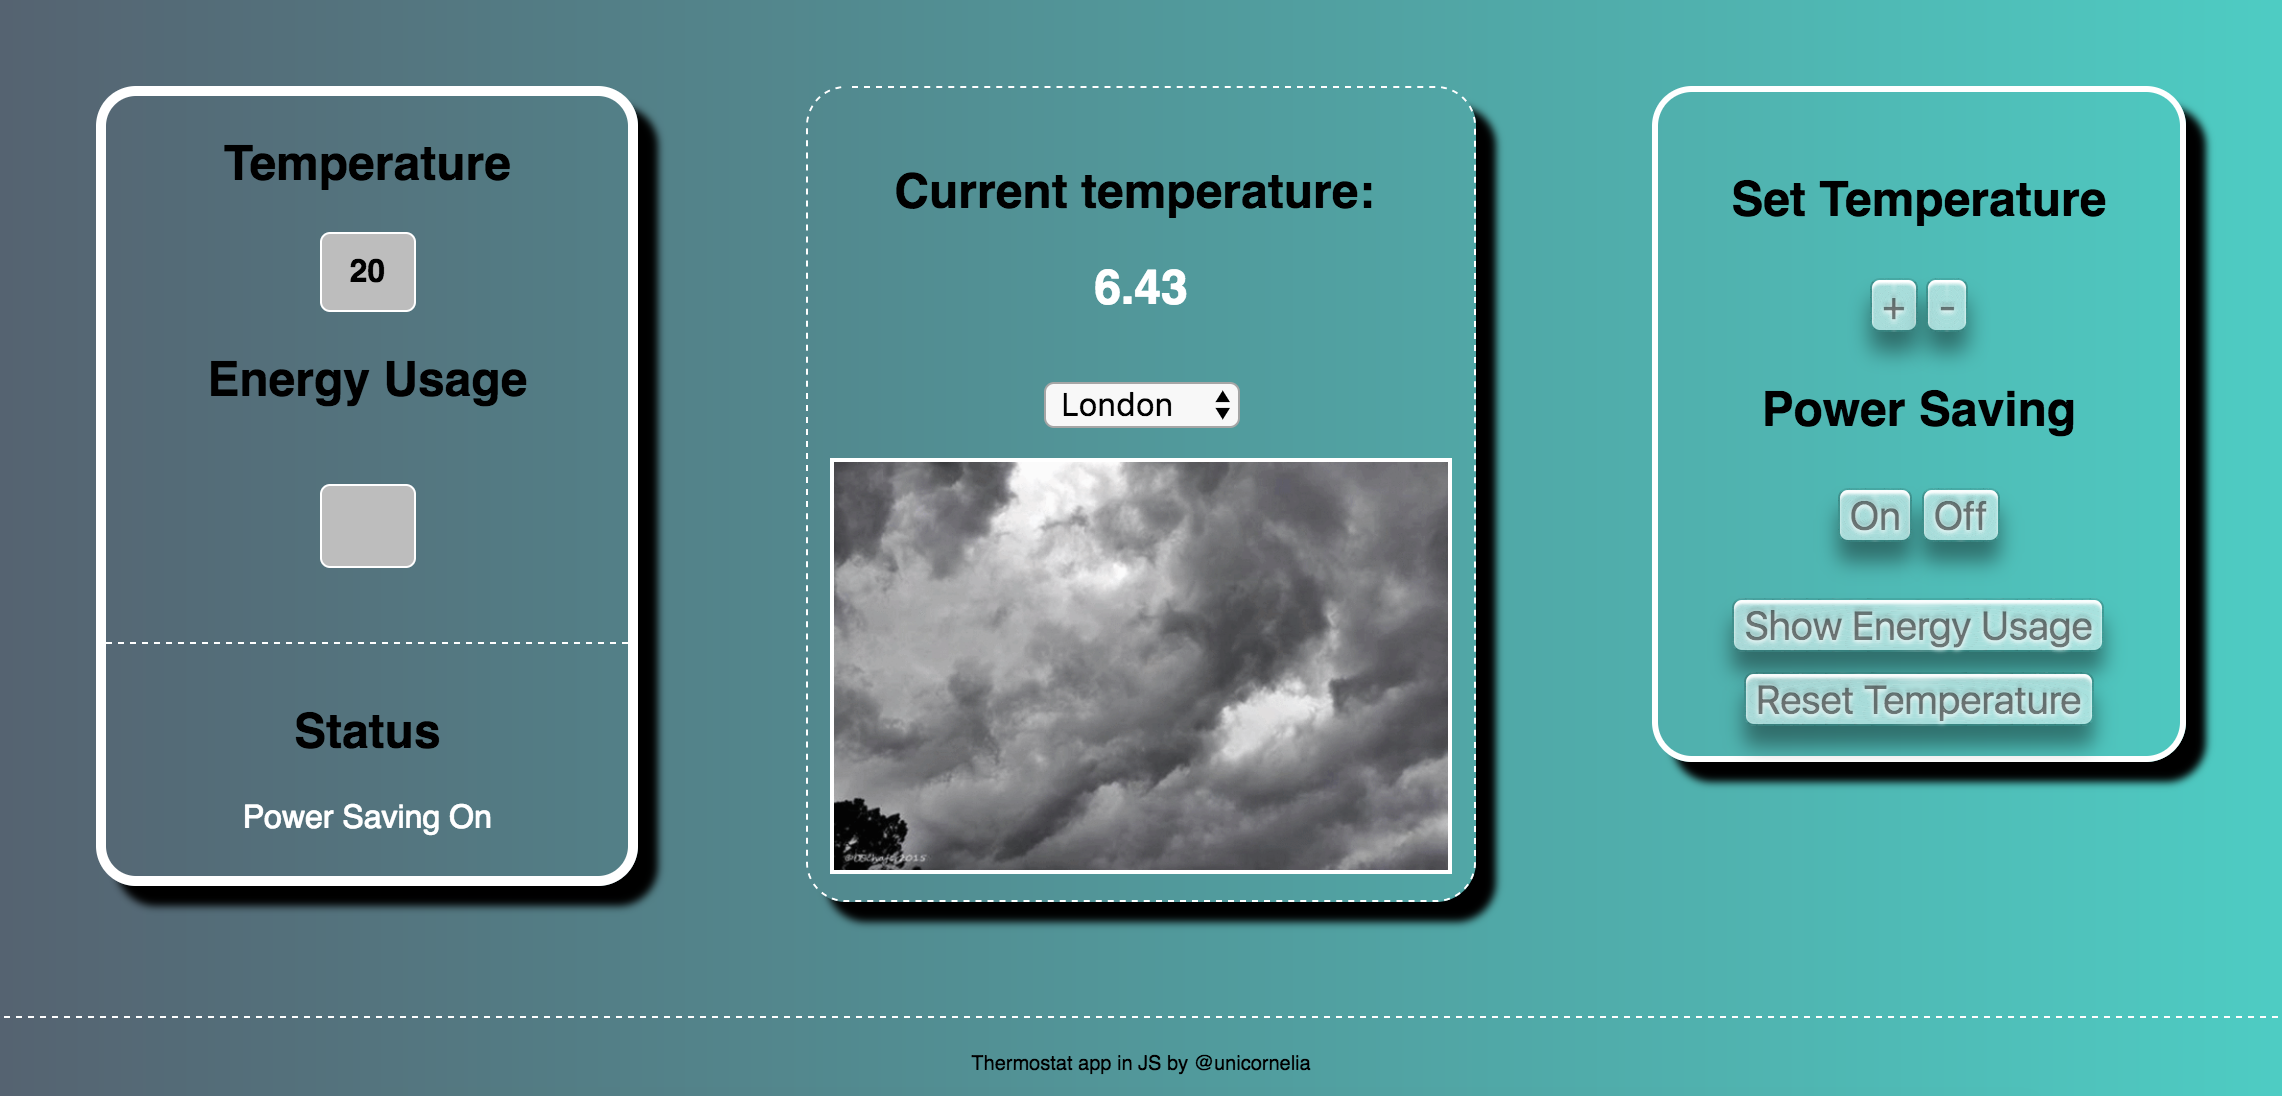 Temperature
20
Energy Usage
Status
Power Saving On
Current temperature:
6.43
London
Set Temperature
+ -
Power Saving
On Off
Show Energy Usage
Reset Temperature
Thermostat app in JS by @unicornelia